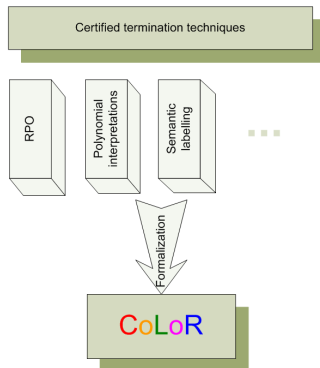 Certified termination techniques
RPO
Polynomial
interpretations
Semantic
labelling
Formalization
CoLoR